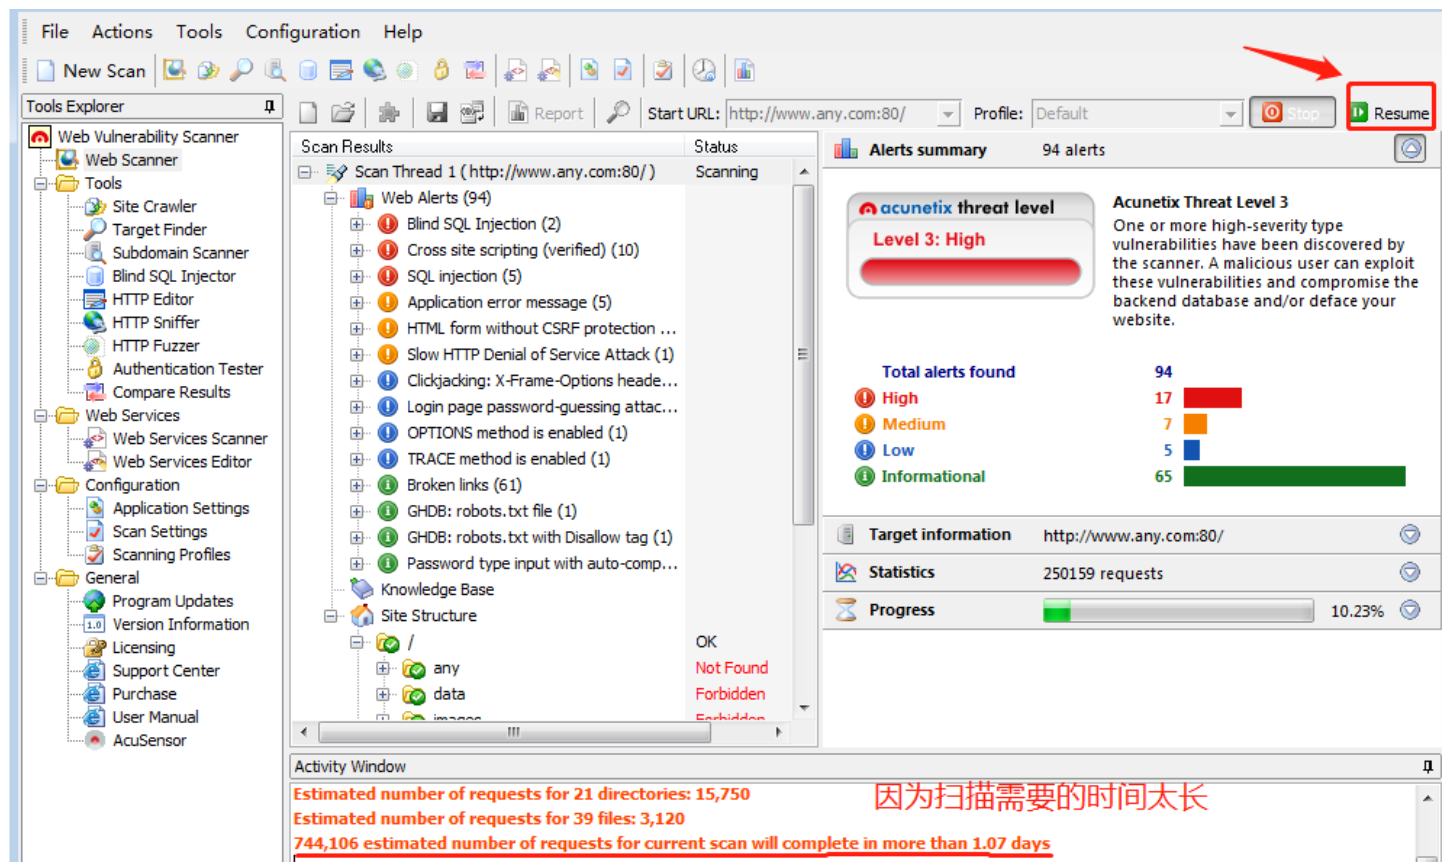 File Actions Tools Configuration Help
New Scan
Tools Explorer
Report
Start URL: http://www.any.com:80/ Profile: Default Stop Resume
Web Vulnerability Scanner
Web Scanner
Tools
Site Crawler
Target Finder
Subdomain Scanner
Blind SQL Injector
HTTP Editor
HTTP Sniffer
HTTP Fuzzer
Authentication Tester
Compare Results
Web Services
Web Services Scanner
Web Services Editor
Configuration
Application Settings
Scan Settings
Scanning Profiles
General
Program Updates
1.0 Version Information
Licensing
Support Center
Purchase
User Manual
AcuSensor
Scan Results Status
Scan Thread 1 ( http://www.any.com:80/ ) Scanning
Web Alerts (94)
Blind SQL Injection (2)
Cross site scripting (verified) (10)
SQL injection (5)
Application error message (5)
HTML form without CSRF protection ...
Slow HTTP Denial of Service Attack (1)
Clickjacking: X-Frame-Options heade...
Login page password-guessing attac...
OPTIONS method is enabled (1)
TRACE method is enabled (1)
Broken links (61)
GHDB: robots.txt file (1)
GHDB: robots.txt with Disallow tag (1)
Password type input with auto-comp...
Knowledge Base
Site Structure
/ OK
any Not Found
data Forbidden
images Forbidden
Alerts summary 94 alerts
acunetix threat level
Level 3: High
Acunetix Threat Level 3
One or more high-severity type
vulnerabilities have been discovered by
the scanner. A malicious user can exploit
these vulnerabilities and compromise the
backend database and/or deface your
website.
Total alerts found 94
High 17
Medium 7
Low 5
Informational 65
Target information http://www.any.com:80/
Statistics 250159 requests
Progress 10.23%
Activity Window
Estimated number of requests for 21 directories: 15,750
因为扫描需要的时间太长
Estimated number of requests for 39 files: 3,120
744,106 estimated number of requests for current scan will complete in more than 1.07 days